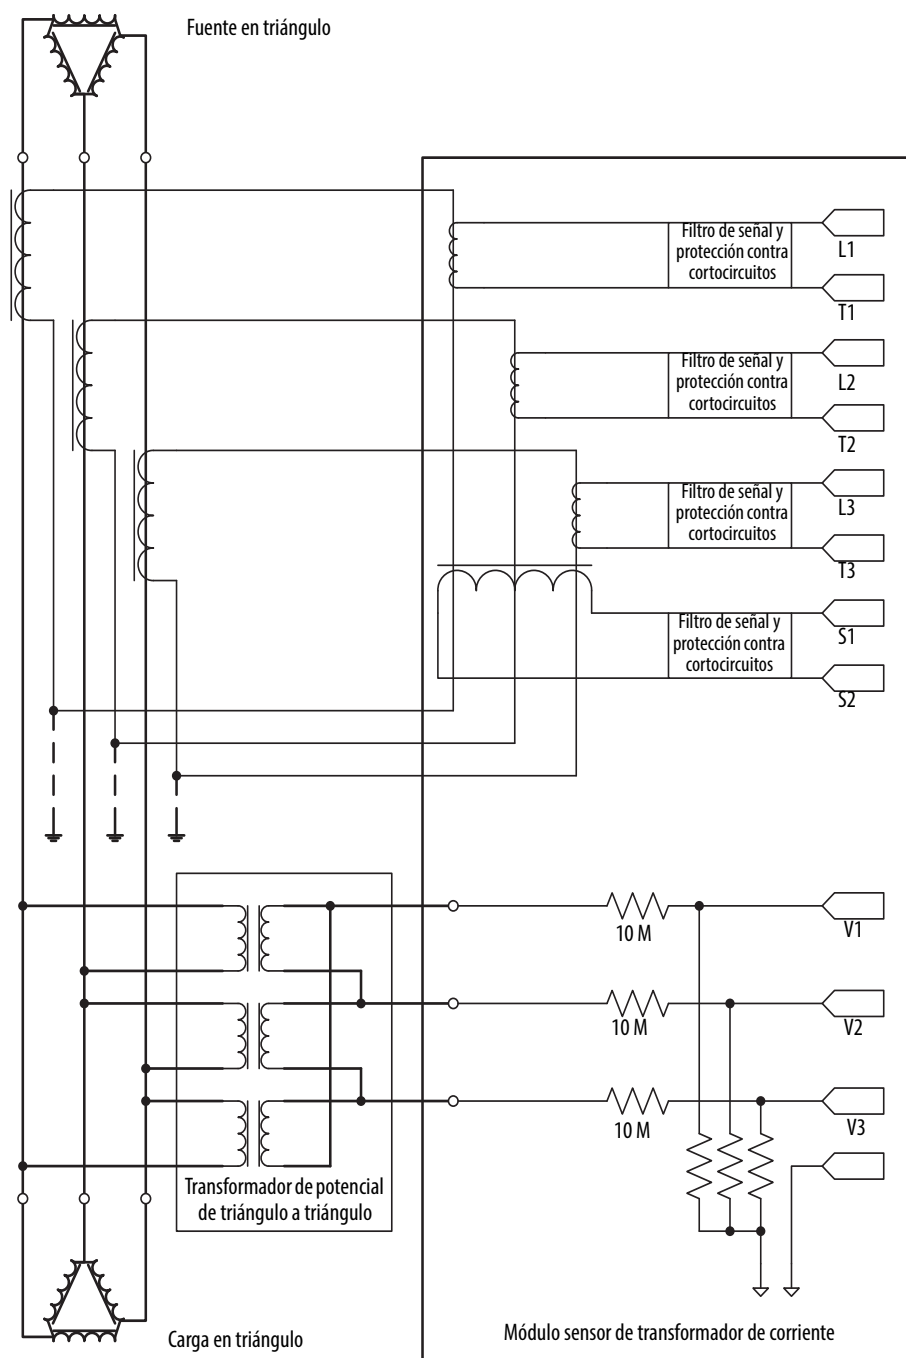 Fuente en triángulo
Filtro de señal y
protección contra
cortocircuitos
L1
T1
Filtro de señal y
protección contra
cortocircuitos
L2
T2
Filtro de señal y
protección contra
cortocircuitos
L3
T3
Filtro de señal y
protección contra
cortocircuitos
S1
S2
10 M
V1
10 M
V2
10 M
V3
Transformador de potencial
de triángulo a triángulo
Carga en triángulo
Módulo sensor de transformador de corriente